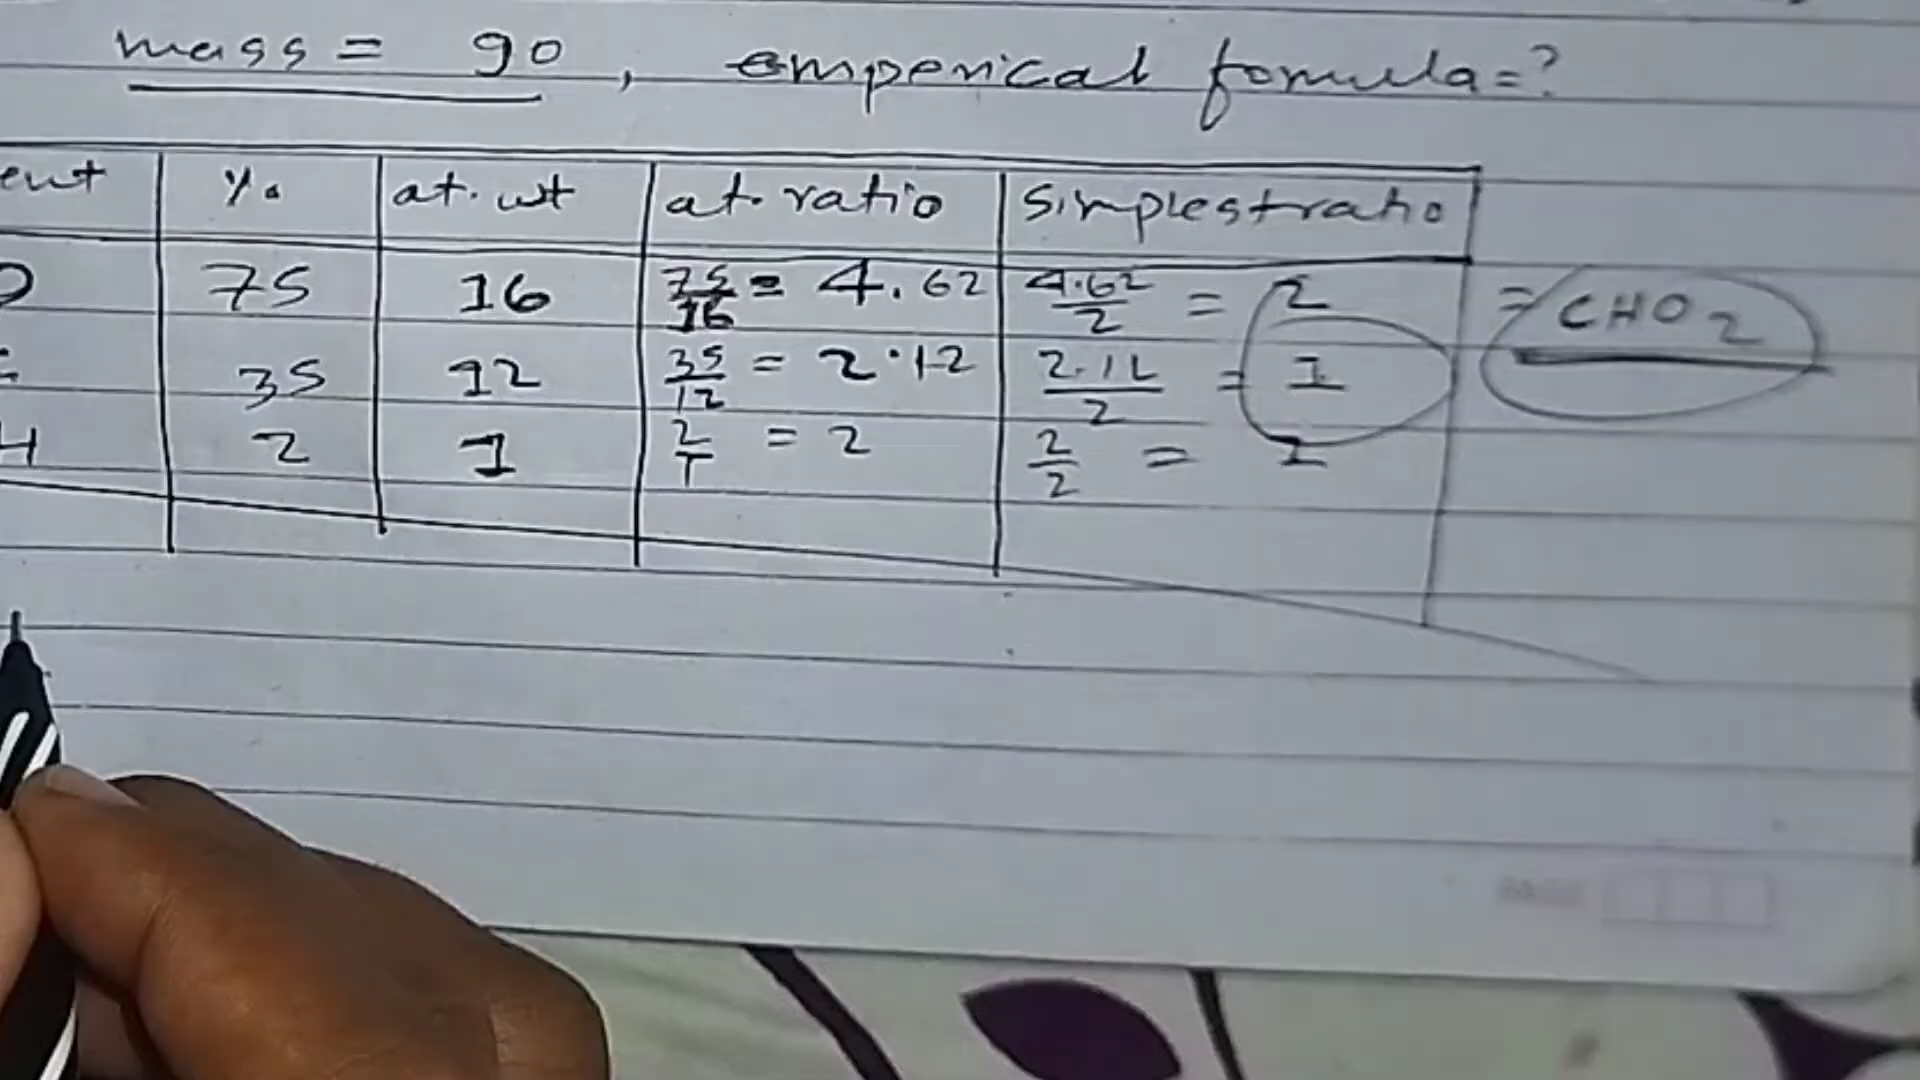 mass = 90, emperical formula=?
ent % at. wt at. ratio Simplest ratio
75 16 75/16 = 4.62 4.62/2 = 2 = CHO2
35 12 35/12 = 2.12 2.12/2 = 1
H 2 1 2/1 = 2 2/2 = 1
PAGE